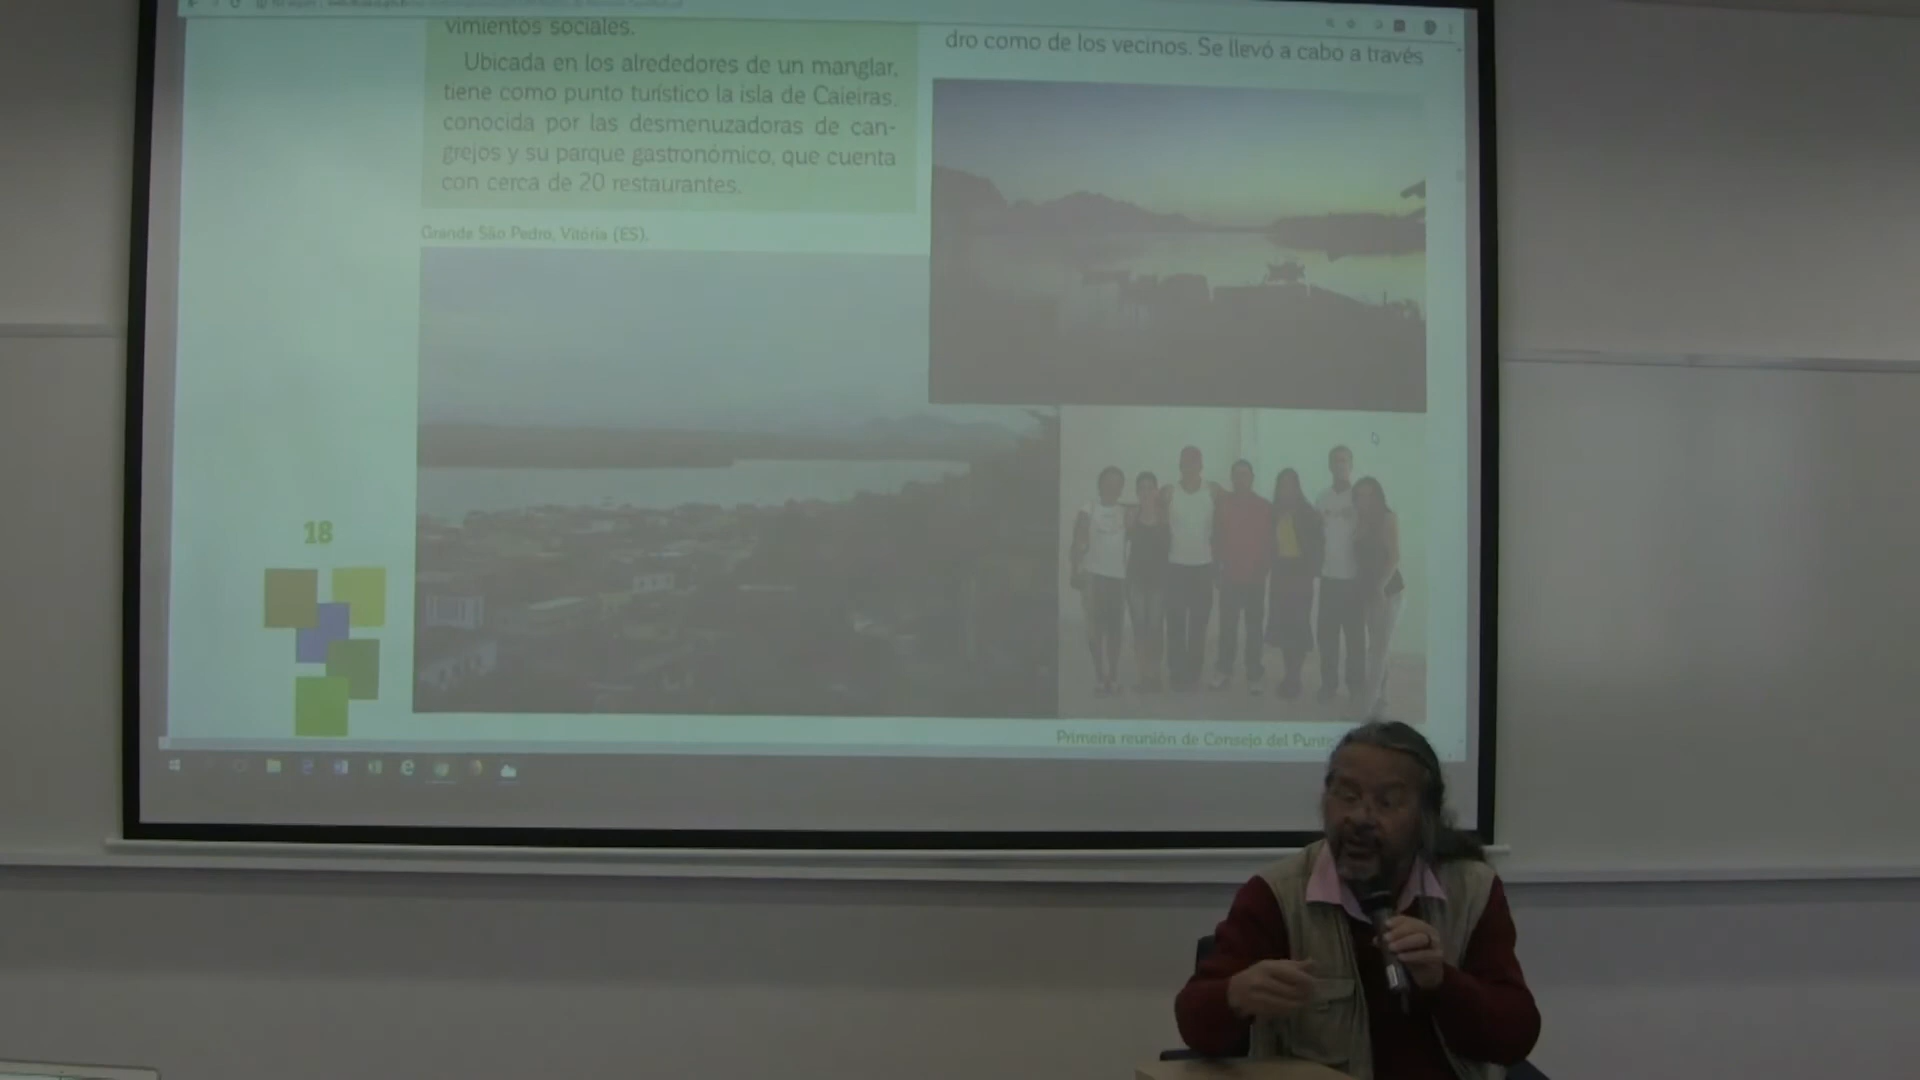 vimientos sociales.
Ubicada en los alrededores de un manglar,
tiene como punto turístico la isla de Caieiras,
conocida por las desmenuzadoras de can-
grejos y su parque gastronómico, que cuenta
con cerca de 20 restaurantes.
Grande São Pedro, Vitória (ES).
dro como de los vecinos. Se llevó a cabo a través
18
Primeira reunión de Consejo del Punto